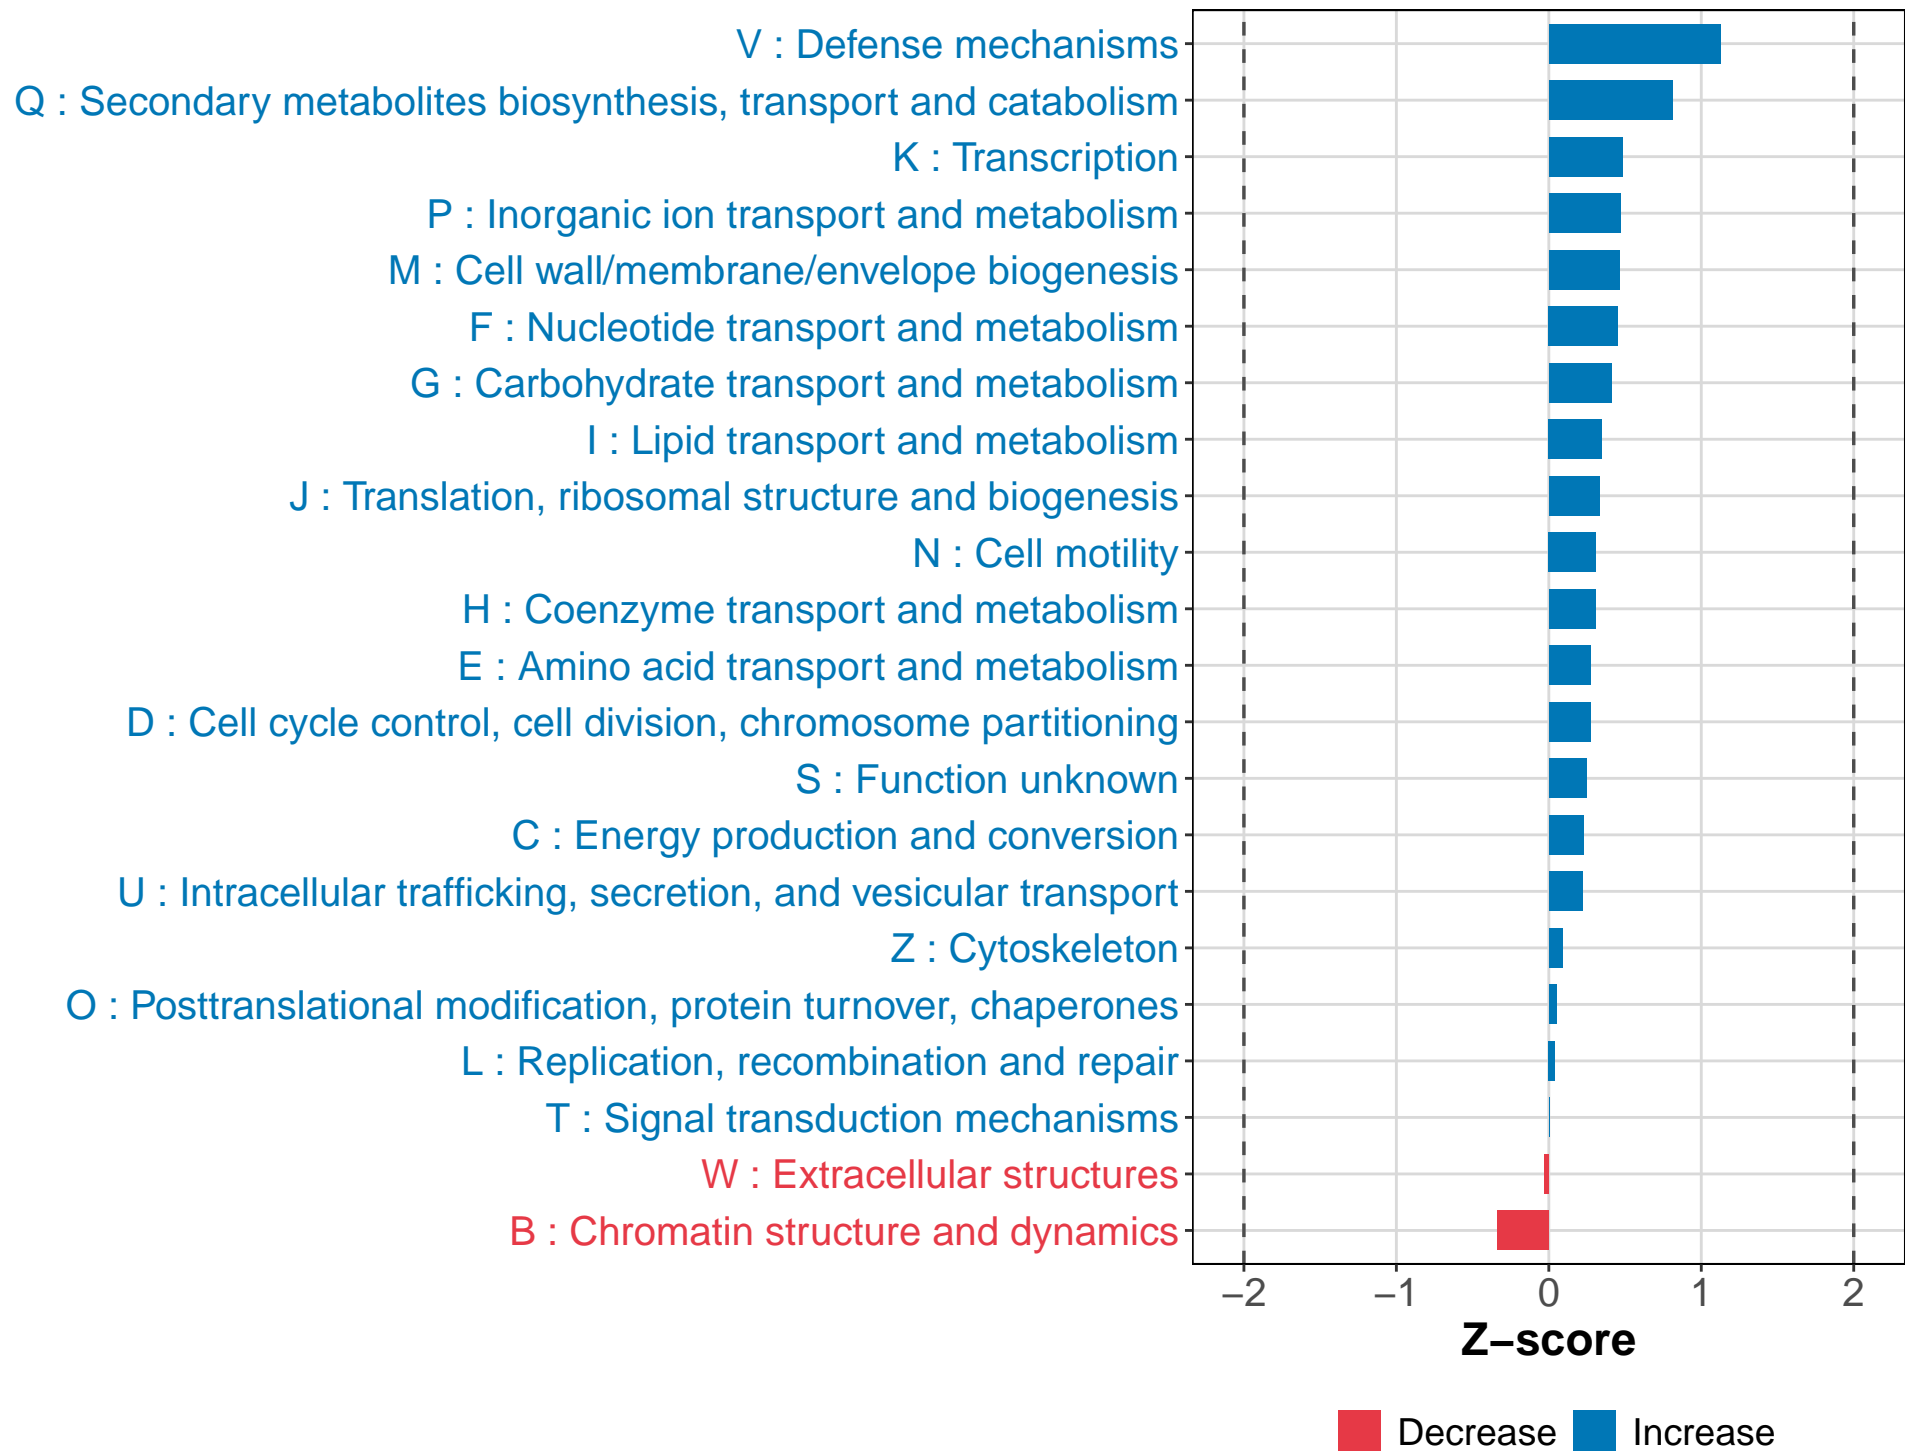 V : Defense mechanisms
Q : Secondary metabolites biosynthesis, transport and catabolism
K : Transcription
P : Inorganic ion transport and metabolism
M : Cell wall/membrane/envelope biogenesis
F : Nucleotide transport and metabolism
G : Carbohydrate transport and metabolism
I : Lipid transport and metabolism
J : Translation, ribosomal structure and biogenesis
N : Cell motility
H : Coenzyme transport and metabolism
E : Amino acid transport and metabolism
D : Cell cycle control, cell division, chromosome partitioning
S : Function unknown
C : Energy production and conversion
U : Intracellular trafficking, secretion, and vesicular transport
Z : Cytoskeleton
O : Posttranslational modification, protein turnover, chaperones
L : Replication, recombination and repair
T : Signal transduction mechanisms
W : Extracellular structures
B : Chromatin structure and dynamics
−2 −1 0 1 2
Z−score
Decrease Increase